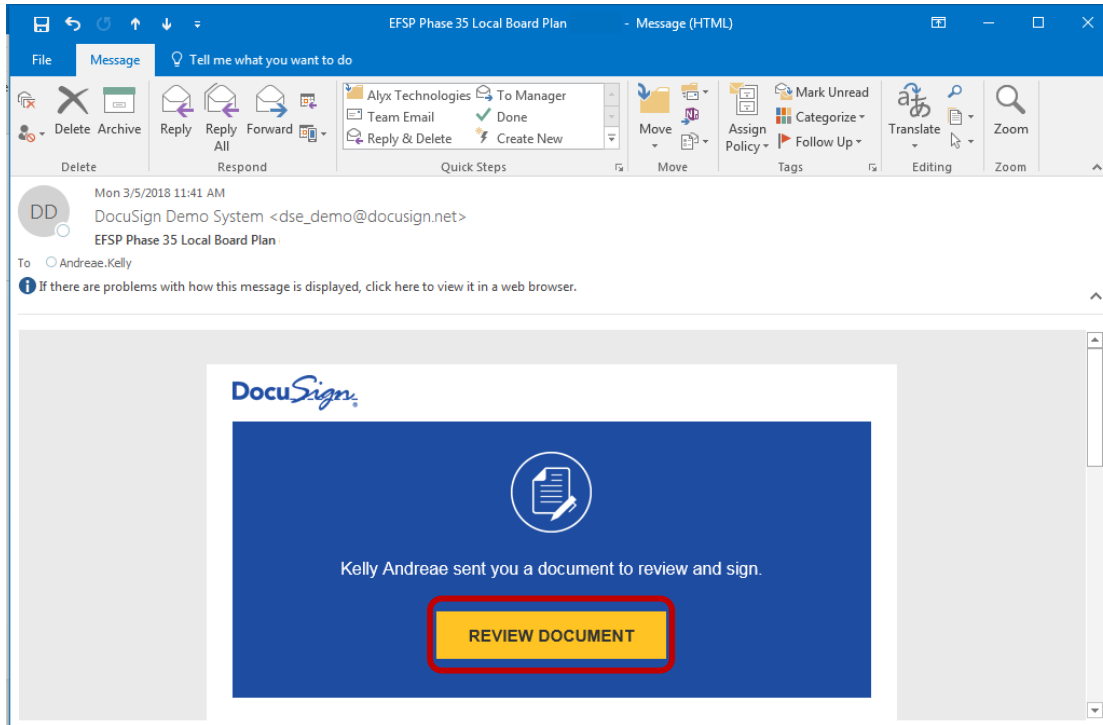 EFSP Phase 35 Local Board Plan - Message (HTML)
File Message Tell me what you want to do
Delete Archive Reply Reply All Forward
Alyx Technologies To Manager
Team Email Done
Reply & Delete Create New
Move Assign Policy
Mark Unread
Categorize
Follow Up
Translate Zoom
Delete Respond Quick Steps Move Tags Editing Zoom
Mon 3/5/2018 11:41 AM
DD
DocuSign Demo System <dse_demo@docusign.net>
EFSP Phase 35 Local Board Plan
To Andreae.Kelly
If there are problems with how this message is displayed, click here to view it in a web browser.
DocuSign
Kelly Andreae sent you a document to review and sign.
REVIEW DOCUMENT